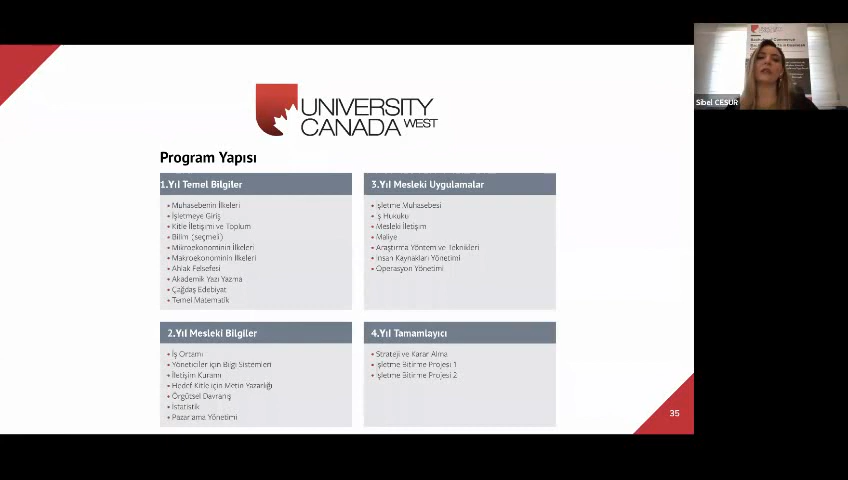 UNIVERSITY
CANADA WEST
Program Yapısı
1.Yıl Temel Bilgiler
• Muhasebenin İlkeleri
• İşletmeye Giriş
• Kitle İletişimi ve Toplum
• Bilim (seçmeli)
• Mikroekonominin İlkeleri
• Makroekonominin İlkeleri
• Ahlak Felsefesi
• Akademik Yazı Yazma
• Çağdaş Edebiyat
• Temel Matematik
2.Yıl Mesleki Bilgiler
• İş Ortamı
• Yöneticiler için Bilgi Sistemleri
• İletişim Kuramı
• Hedef Kitle için Metin Yazarlığı
• Örgütsel Davranış
• İstatistik
• Pazarlama Yönetimi
3.Yıl Mesleki Uygulamalar
• İşletme Muhasebesi
• İş Hukuku
• Mesleki İletişim
• Maliye
• Araştırma Yöntem ve Teknikleri
• İnsan Kaynakları Yönetimi
• Operasyon Yönetimi
4.Yıl Tamamlayıcı
• Strateji ve Karar Alma
• İşletme Bitirme Projesi 1
• İşletme Bitirme Projesi 2
35
Sibel CESUR